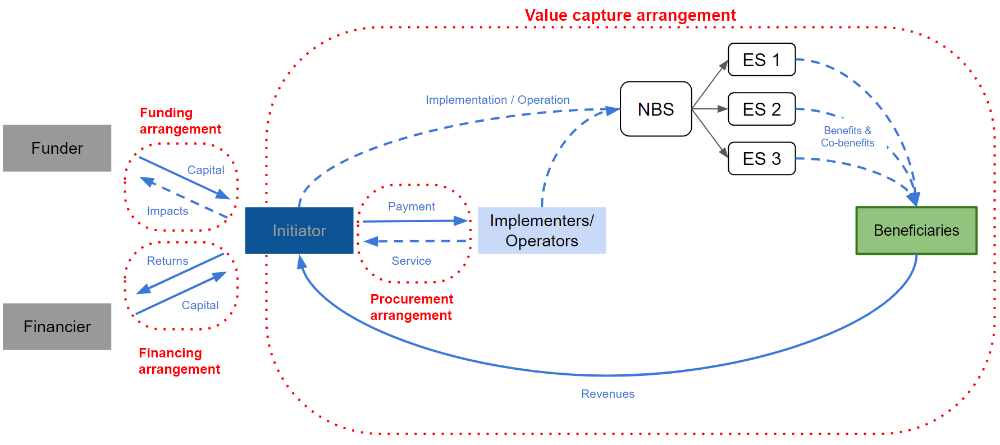 Value capture arrangement
ES 1
Implementation / Operation
NBS
ES 2
Funding
arrangement
Benefits &
Co-benefits
Funder
ES 3
Capital
Impacts
Payment
Initiator
Implementers/
Operators
Beneficiaries
Returns
Service
Capital
Procurement
arrangement
Financier
Financing
arrangement
Revenues